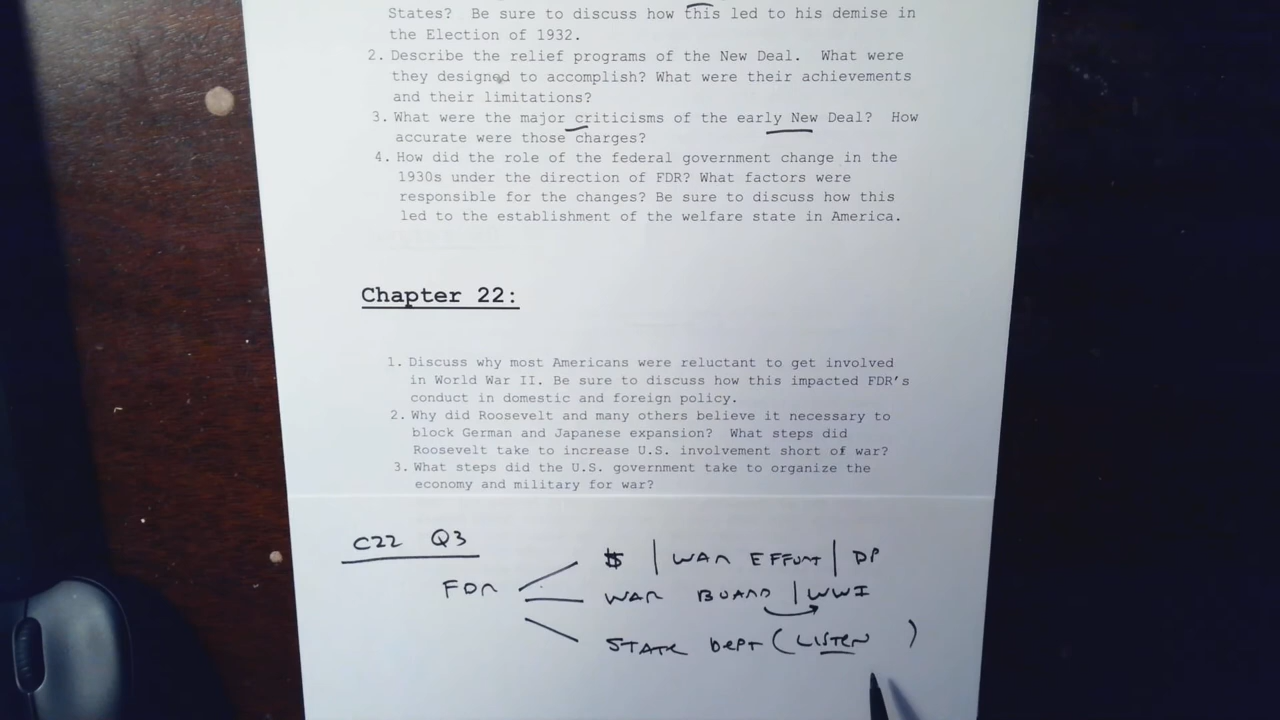 States? Be sure to discuss how this led to his demise in
the Election of 1932.
2. Describe the relief programs of the New Deal. What were
they designed to accomplish? What were their achievements
and their limitations?
3. What were the major criticisms of the early New Deal? How
accurate were those charges?
4. How did the role of the federal government change in the
1930s under the direction of FDR? What factors were
responsible for the changes? Be sure to discuss how this
led to the establishment of the welfare state in America.
Chapter 22:
1. Discuss why most Americans were reluctant to get involved
in World War II. Be sure to discuss how this impacted FDR's
conduct in domestic and foreign policy.
2. Why did Roosevelt and many others believe it necessary to
block German and Japanese expansion? What steps did
Roosevelt take to increase U.S. involvement short of war?
3. What steps did the U.S. government take to organize the
economy and military for war?
C22 Q3
$ | WAR EFFORT | DP
FDR
WAR BOARD | WWI
STATE DEPT (LISTEN )